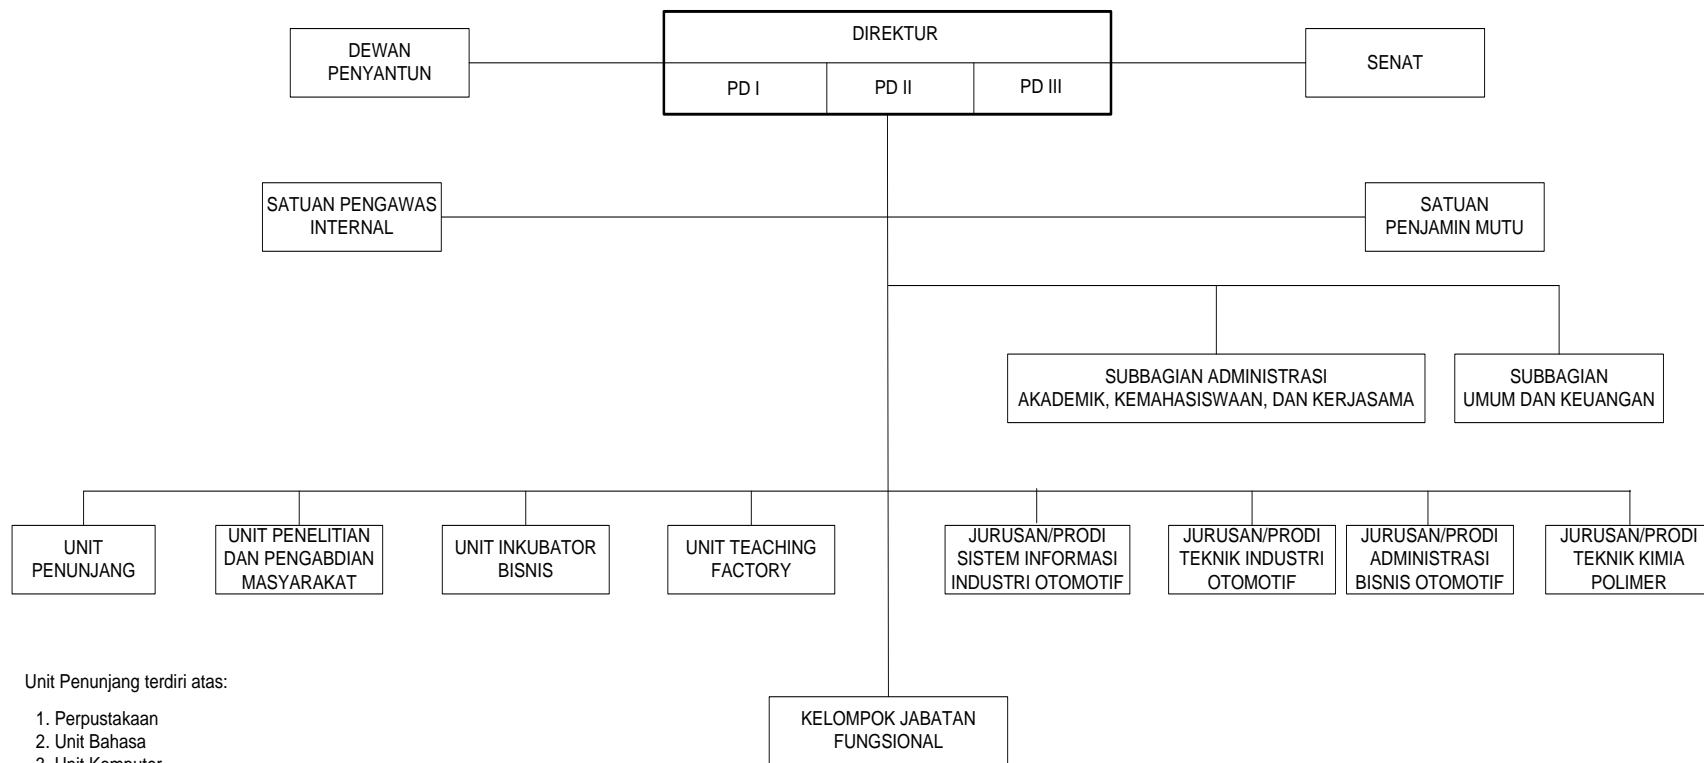 DIREKTUR
DEWAN
PENYANTUN
SENAT
PD I
PD II
PD III
SATUAN PENGAWAS
INTERNAL
SATUAN
PENJAMIN MUTU
SUBBAGIAN ADMINISTRASI
AKADEMIK, KEMAHASISWAAN, DAN KERJASAMA
SUBBAGIAN
UMUM DAN KEUANGAN
UNIT
PENUNJANG
UNIT PENELITIAN
DAN PENGABDIAN
MASYARAKAT
UNIT INKUBATOR
BISNIS
UNIT TEACHING
FACTORY
JURUSAN/PRODI
SISTEM INFORMASI
INDUSTRI OTOMOTIF
JURUSAN/PRODI
TEKNIK INDUSTRI
OTOMOTIF
JURUSAN/PRODI
ADMINISTRASI
BISNIS OTOMOTIF
JURUSAN/PRODI
TEKNIK KIMIA
POLIMER
Unit Penunjang terdiri atas:
1. Perpustakaan
2. Unit Bahasa
3. Unit Komputer
KELOMPOK JABATAN
FUNGSIONAL